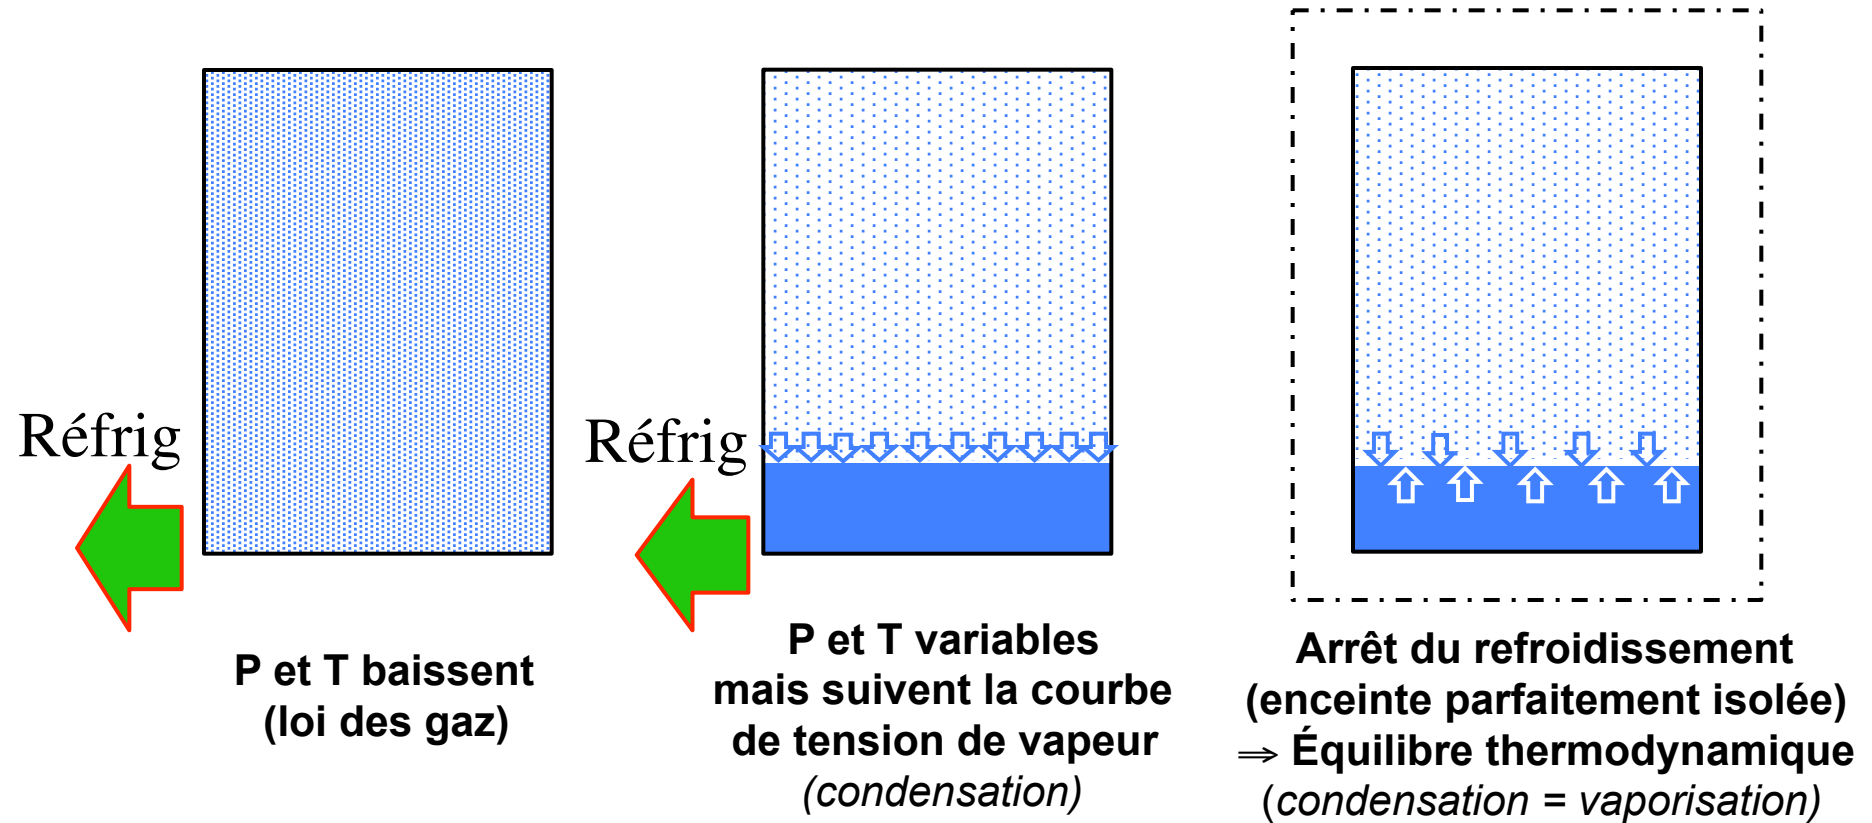 Réfrig
P et T baissent
(loi des gaz)
Réfrig
P et T variables
mais suivent la courbe
de tension de vapeur
(condensation)
Arrêt du refroidissement
(enceinte parfaitement isolée)
⇒ Équilibre thermodynamique
(condensation = vaporisation)